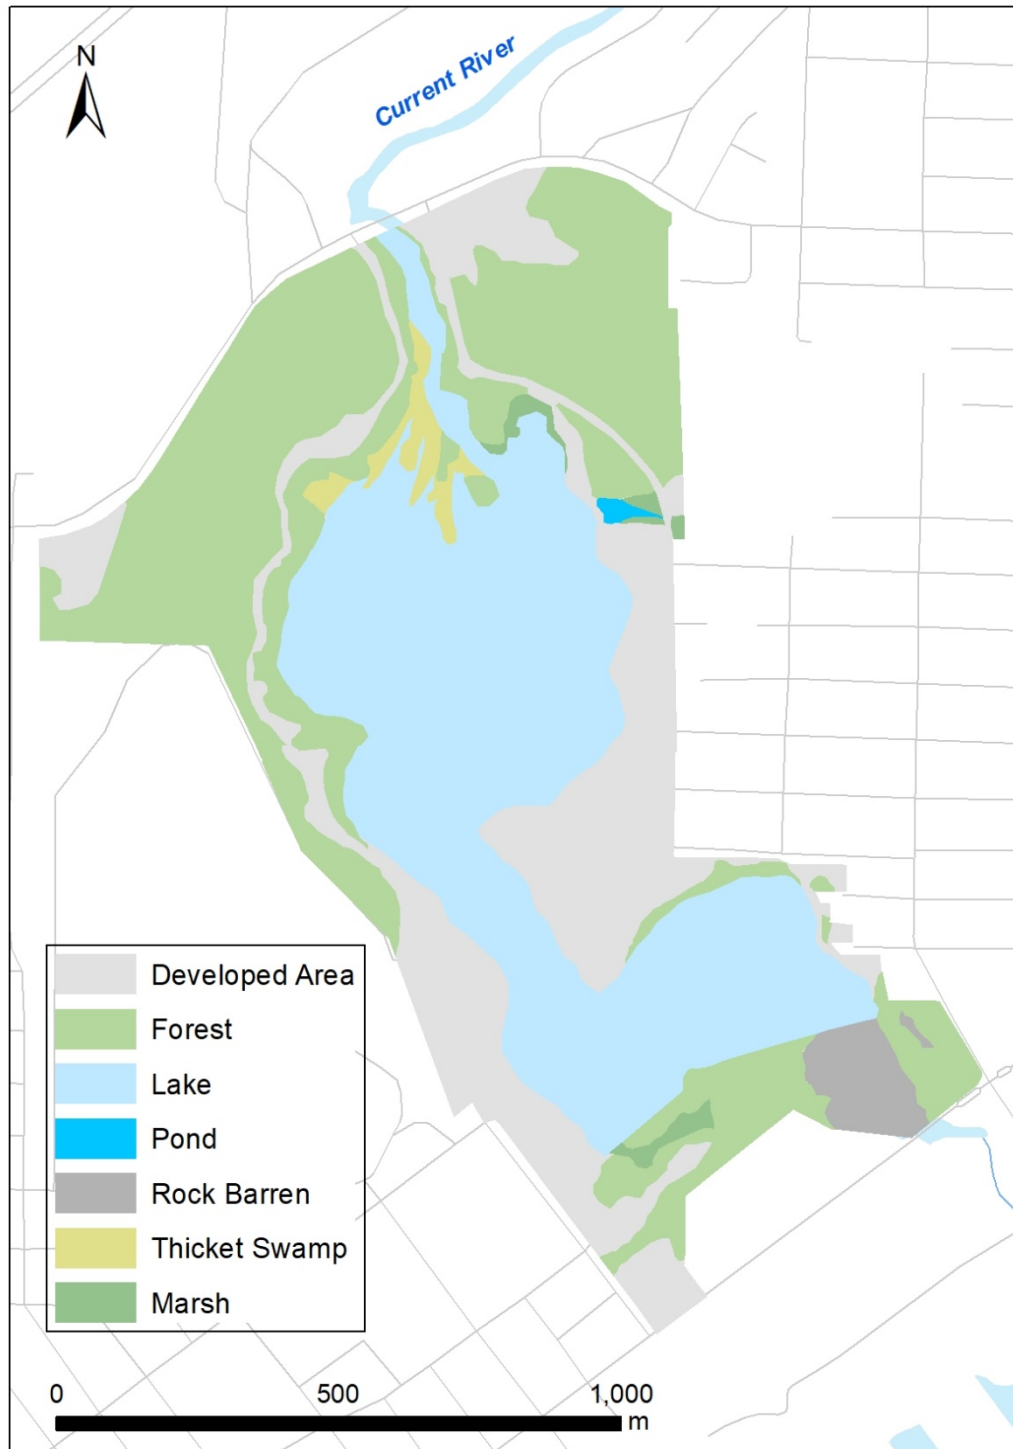 N
Current River
Developed Area
Forest
Lake
Pond
Rock Barren
Thicket Swamp
Marsh
0 500 1,000
m